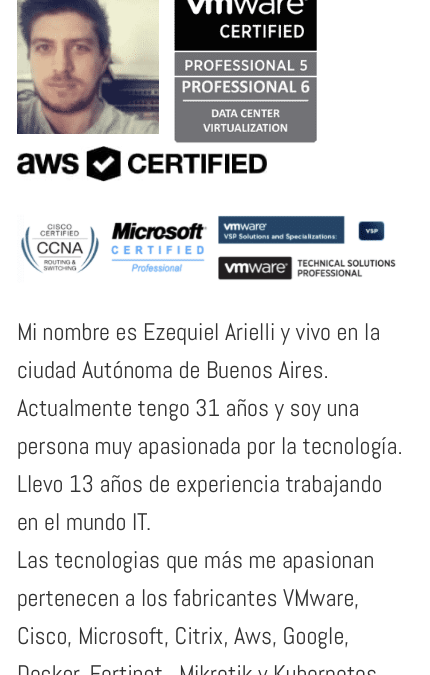 vmware
CERTIFIED
PROFESSIONAL 5
PROFESSIONAL 6
DATA CENTER
VIRTUALIZATION
aws CERTIFIED
CISCO
CERTIFIED
CCNA
ROUTING &
SWITCHING
Microsoft
CERTIFIED
Professional
vmware
VSP Solutions and Specializations:
VSP
vmware TECHNICAL SOLUTIONS
PROFESSIONAL
Mi nombre es Ezequiel Arielli y vivo en la
ciudad Autónoma de Buenos Aires.
Actualmente tengo 31 años y soy una
persona muy apasionada por la tecnología.
Llevo 13 años de experiencia trabajando
en el mundo IT.
Las tecnologias que más me apasionan
pertenecen a los fabricantes VMware,
Cisco, Microsoft, Citrix, Aws, Google,
Docker, Fortinet, Mikrotik y Kubernetes